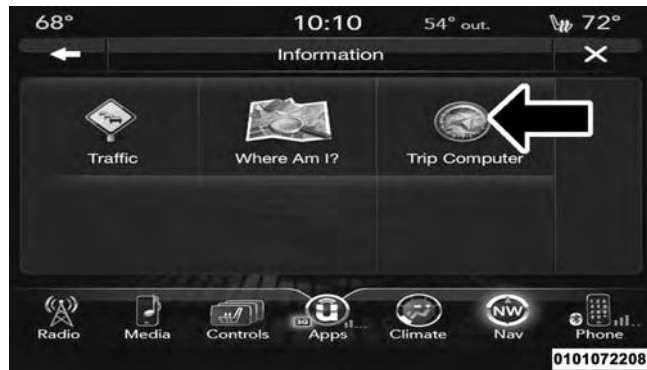 68° 10:10 54° out. 72°
Information
Traffic Where Am I? Trip Computer
3G NW
Radio Media Controls Apps Climate Nav Phone
0101072208